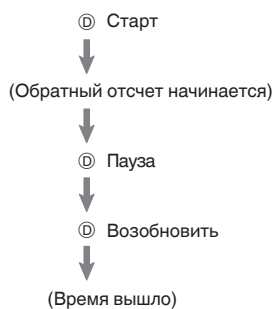 Ⓓ Старт
(Обратный отсчет начинается)
Ⓓ Пауза
Ⓓ Возобновить
(Время вышло)